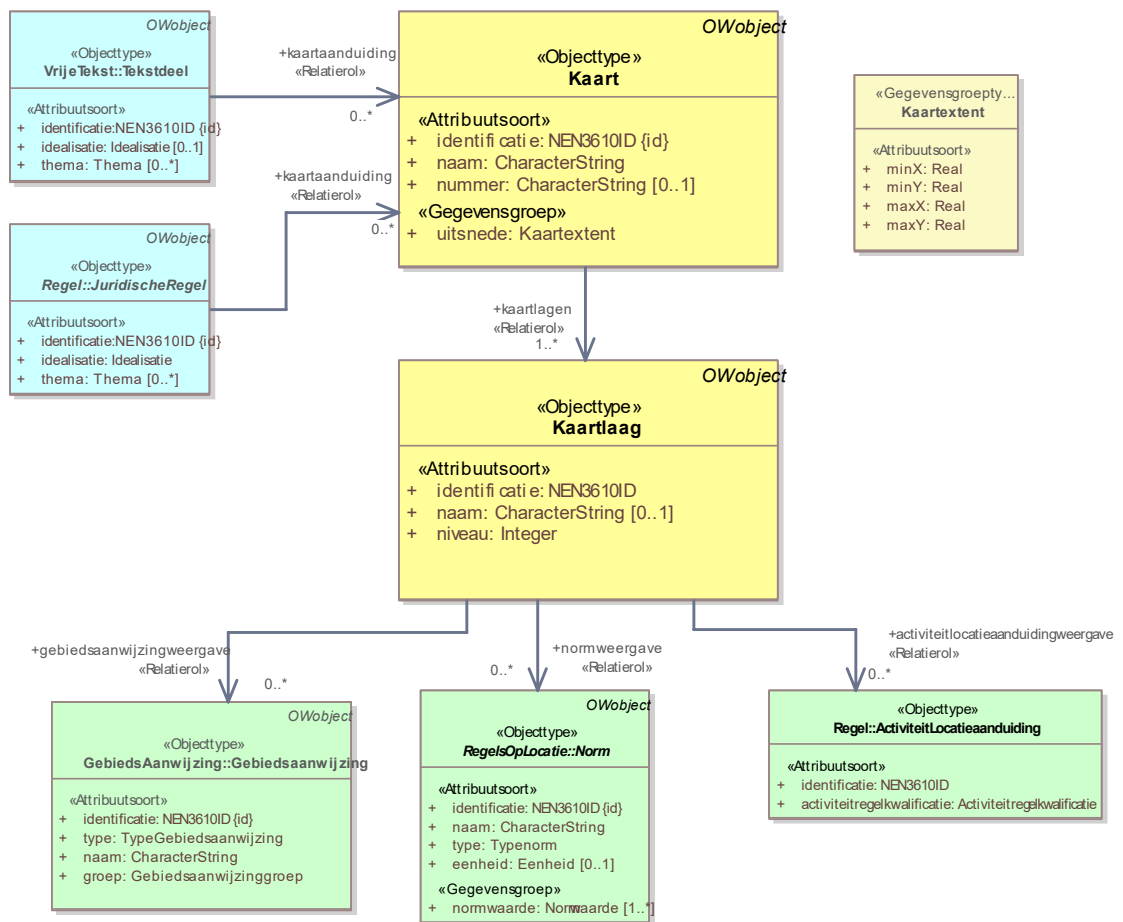 OWobject
«Objecttype»
VrijeTekst::Tekstdeel
«Attribuutsoort»
+ identificatie:NEN3610ID {id}
+ idealisatie: Idealisatie [0..1]
+ thema: Thema [0..*]
+kaartaanduiding
«Relatierol»
0..*
OWobject
«Objecttype»
Kaart
«Attribuutsoort»
+ identificatie: NEN3610ID {id}
+ naam: CharacterString
+ nummer: CharacterString [0..1]
«Gegevensgroep»
+ uitsnede: Kaartextent
«Gegevensgroepty...
Kaartextent
«Attribuutsoort»
+ minX: Real
+ minY: Real
+ maxX: Real
+ maxY: Real
+kaartaanduiding
«Relatierol»
0..*
OWobject
«Objecttype»
Regel::JuridischeRegel
«Attribuutsoort»
+ identificatie:NEN3610ID {id}
+ idealisatie: Idealisatie
+ thema: Thema [0..*]
+kaartlagen
«Relatierol»
1..*
OWobject
«Objecttype»
Kaartlaag
«Attribuutsoort»
+ identificatie: NEN3610ID
+ naam: CharacterString [0..1]
+ niveau: Integer
+gebiedsaanwijzingweergave
«Relatierol»
0..*
+normweergave
«Relatierol»
0..*
+activiteitlocatieaanduidingweergave
«Relatierol»
0..*
OWobject
«Objecttype»
GebiedsAanwijzing::Gebiedsaanwijzing
«Attribuutsoort»
+ identificatie: NEN3610ID {id}
+ type: TypeGebiedsaanwijzing
+ naam: CharacterString
+ groep: Gebiedsaanwijzinggroep
OWobject
«Objecttype»
RegelsOpLocatie::Norm
«Attribuutsoort»
+ identificatie: NEN3610ID {id}
+ naam: CharacterString
+ type: Typenorm
+ eenheid: Eenheid [0..1]
«Gegevensgroep»
+ normwaarde: Normwaarde [1..*]
«Objecttype»
Regel::ActiviteitLocatieaanduiding
«Attribuutsoort»
+ identificatie: NEN3610ID
+ activiteitregelkwalificatie: Activiteitregelkwalificatie